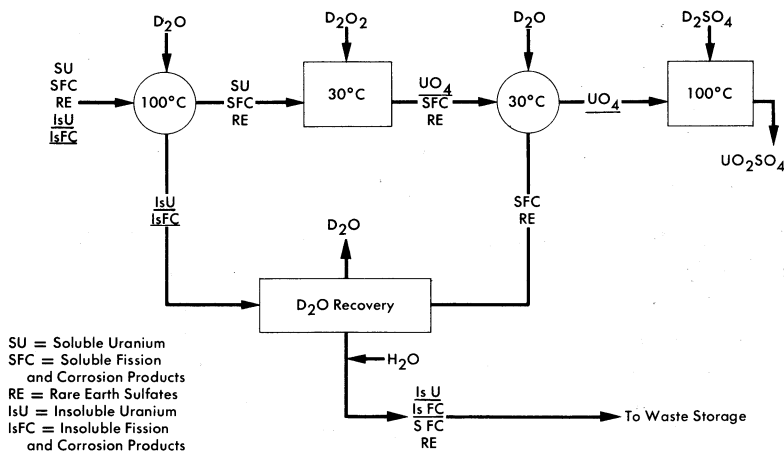 D2O
D2O2
D2O
D2SO4
SU
SFC
RE
IsU
IsFC
100°C
SU
SFC
RE
30°C
UO4
SFC
RE
30°C
UO4
100°C
UO2SO4
IsU
IsFC
SFC
RE
D2O
D2O Recovery
H2O
Is U
Is FC
S FC
RE
To Waste Storage
SU = Soluble Uranium
SFC = Soluble Fission
and Corrosion Products
RE = Rare Earth Sulfates
IsU = Insoluble Uranium
IsFC = Insoluble Fission
and Corrosion Products